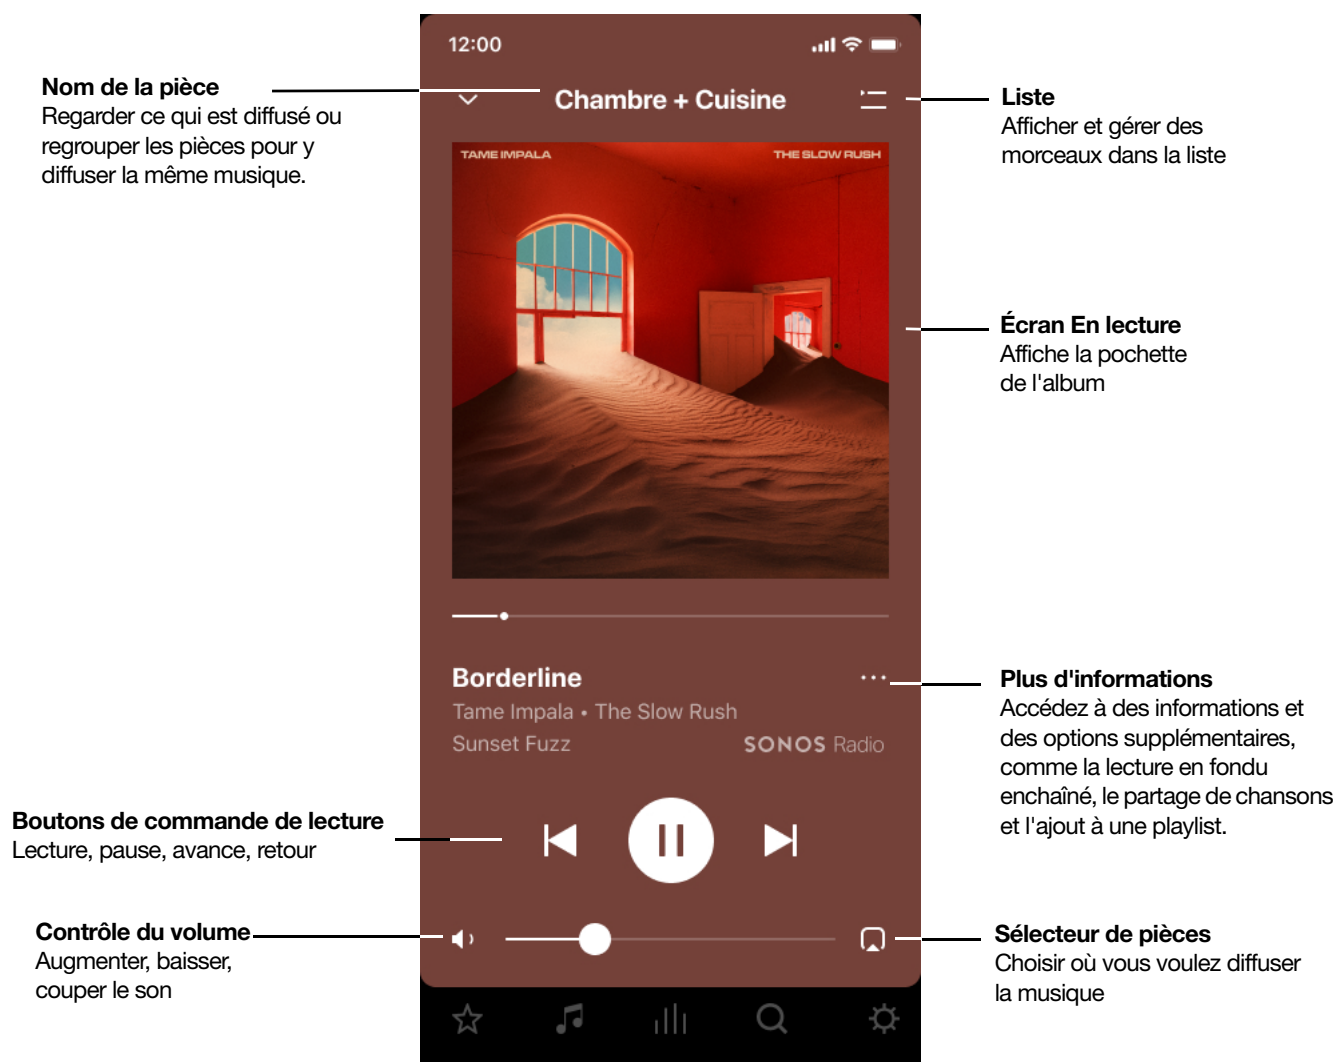 12:00
Nom de la pièce
Regarder ce qui est diffusé ou
regrouper les pièces pour y
diffuser la même musique.
Chambre + Cuisine
Liste
Afficher et gérer des
morceaux dans la liste
TAME IMPALA
THE SLOW RUSH
Écran En lecture
Affiche la pochette
de l'album
Borderline
Tame Impala • The Slow Rush
Sunset Fuzz
SONOS Radio
Plus d'informations
Accédez à des informations et
des options supplémentaires,
comme la lecture en fondu
enchaîné, le partage de chansons
et l'ajout à une playlist.
Boutons de commande de lecture
Lecture, pause, avance, retour
Contrôle du volume
Augmenter, baisser,
couper le son
Sélecteur de pièces
Choisir où vous voulez diffuser
la musique